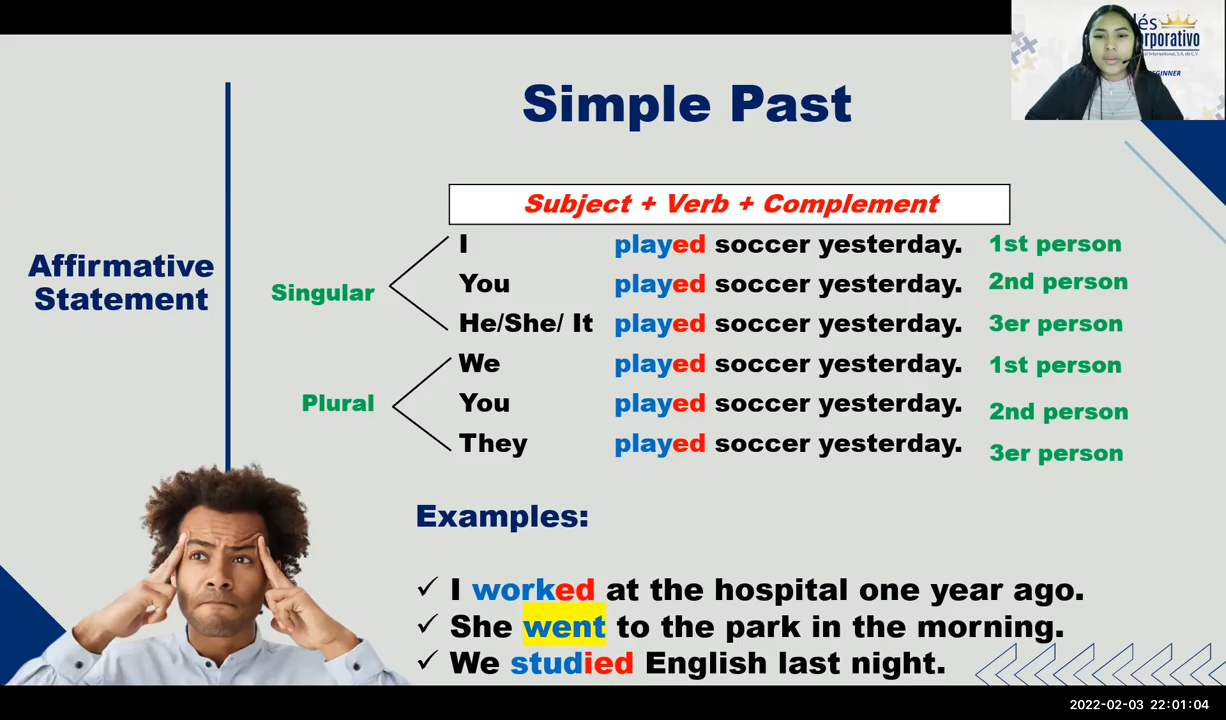 Simple Past
Subject + Verb + Complement
Affirmative
Statement
Singular
I played soccer yesterday. 1st person
You played soccer yesterday. 2nd person
He/She/ It played soccer yesterday. 3er person
Plural
We played soccer yesterday. 1st person
You played soccer yesterday. 2nd person
They played soccer yesterday. 3er person
Examples:
✓ I worked at the hospital one year ago.
✓ She went to the park in the morning.
✓ We studied English last night.
2022-02-03 22:01:04